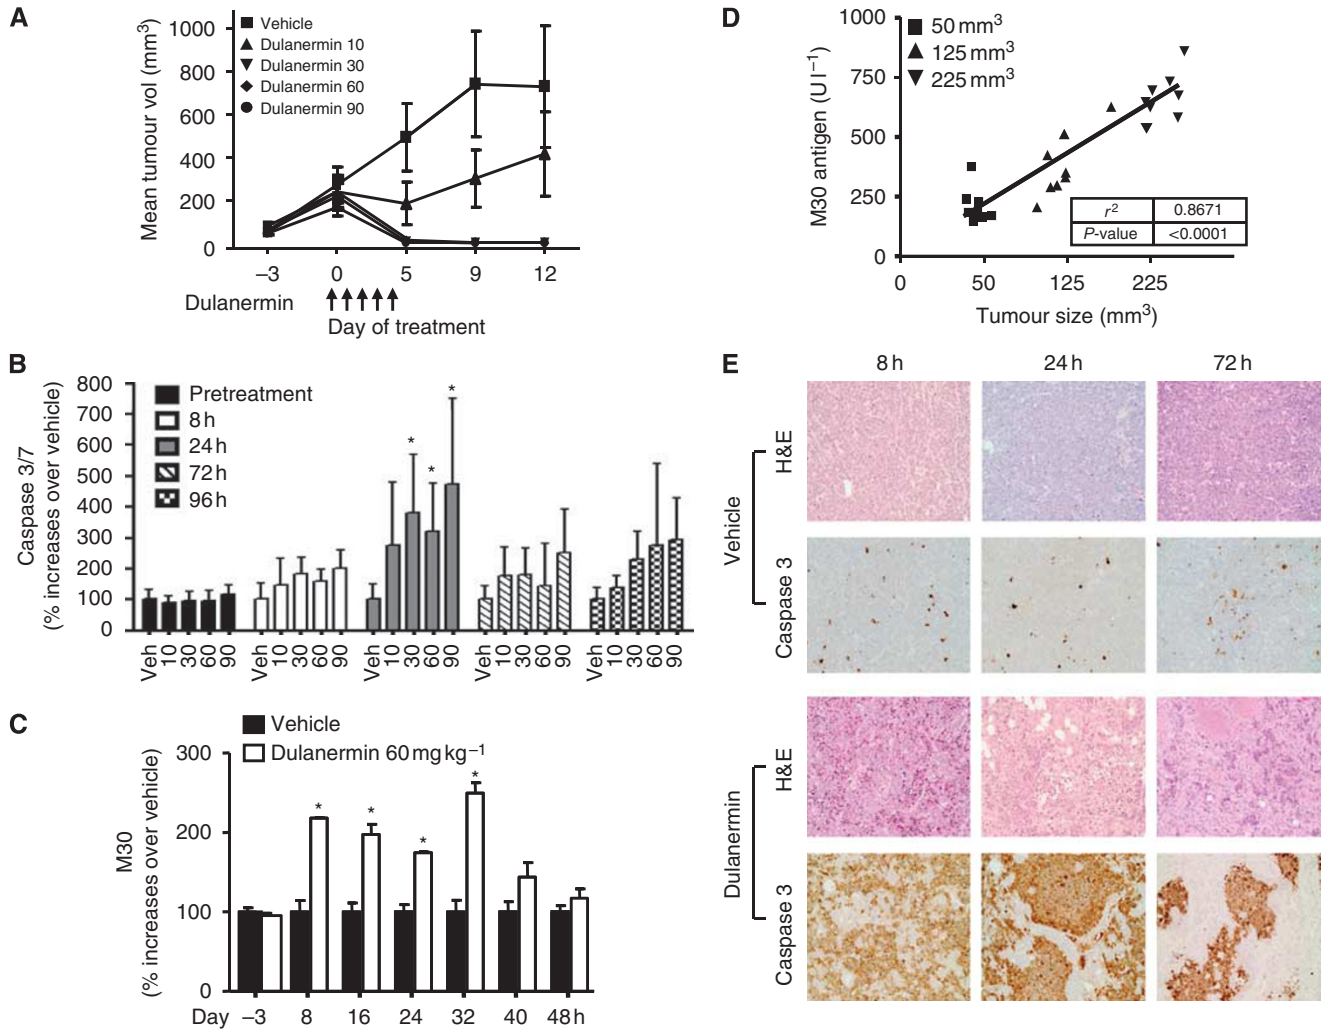 A
Mean tumour vol (mm³)
1000
800
600
400
200
0
Vehicle
Dulanermin 10
Dulanermin 30
Dulanermin 60
Dulanermin 90
–3 0 5 9 12
Dulanermin
Day of treatment
B
Caspase 3/7
(% increases over vehicle)
800
700
600
500
400
300
200
100
0
Pretreatment
8 h
24 h
72 h
96 h
Veh 10 30 60 90 Veh 10 30 60 90 Veh 10 30 60 90 Veh 10 30 60 90 Veh 10 30 60 90
* * *
C
M30
(% increases over vehicle)
300
200
100
0
Vehicle
Dulanermin 60 mg kg⁻¹
* * * *
Day –3 8 16 24 32 40 48 h
D
M30 antigen (U l⁻¹)
1000
750
500
250
0
50 mm³
125 mm³
225 mm³
r² 0.8671
P-value <0.0001
0 50 125 225
Tumour size (mm³)
E
8 h 24 h 72 h
Vehicle
H&E
Caspase 3
Dulanermin
H&E
Caspase 3